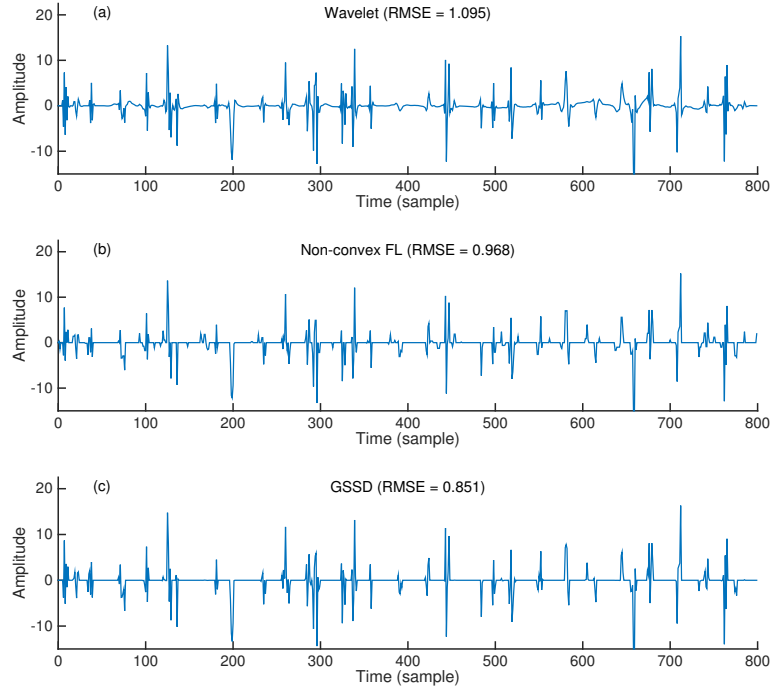 (a) Wavelet (RMSE = 1.095)
20
10
0
-10
Amplitude
0 100 200 300 400 500 600 700 800
Time (sample)
(b) Non-convex FL (RMSE = 0.968)
20
10
0
-10
Amplitude
0 100 200 300 400 500 600 700 800
Time (sample)
(c) GSSD (RMSE = 0.851)
20
10
0
-10
Amplitude
0 100 200 300 400 500 600 700 800
Time (sample)